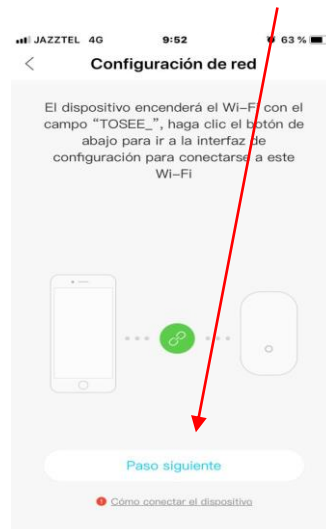 JAZZTEL 4G 9:52 63 %
Configuración de red
El dispositivo encenderá el Wi-Fi con el
campo "TOSEE_", haga clic el botón de
abajo para ir a la interfaz de
configuración para conectarse a este
Wi-Fi
Paso siguiente
Cómo conectar el dispositivo